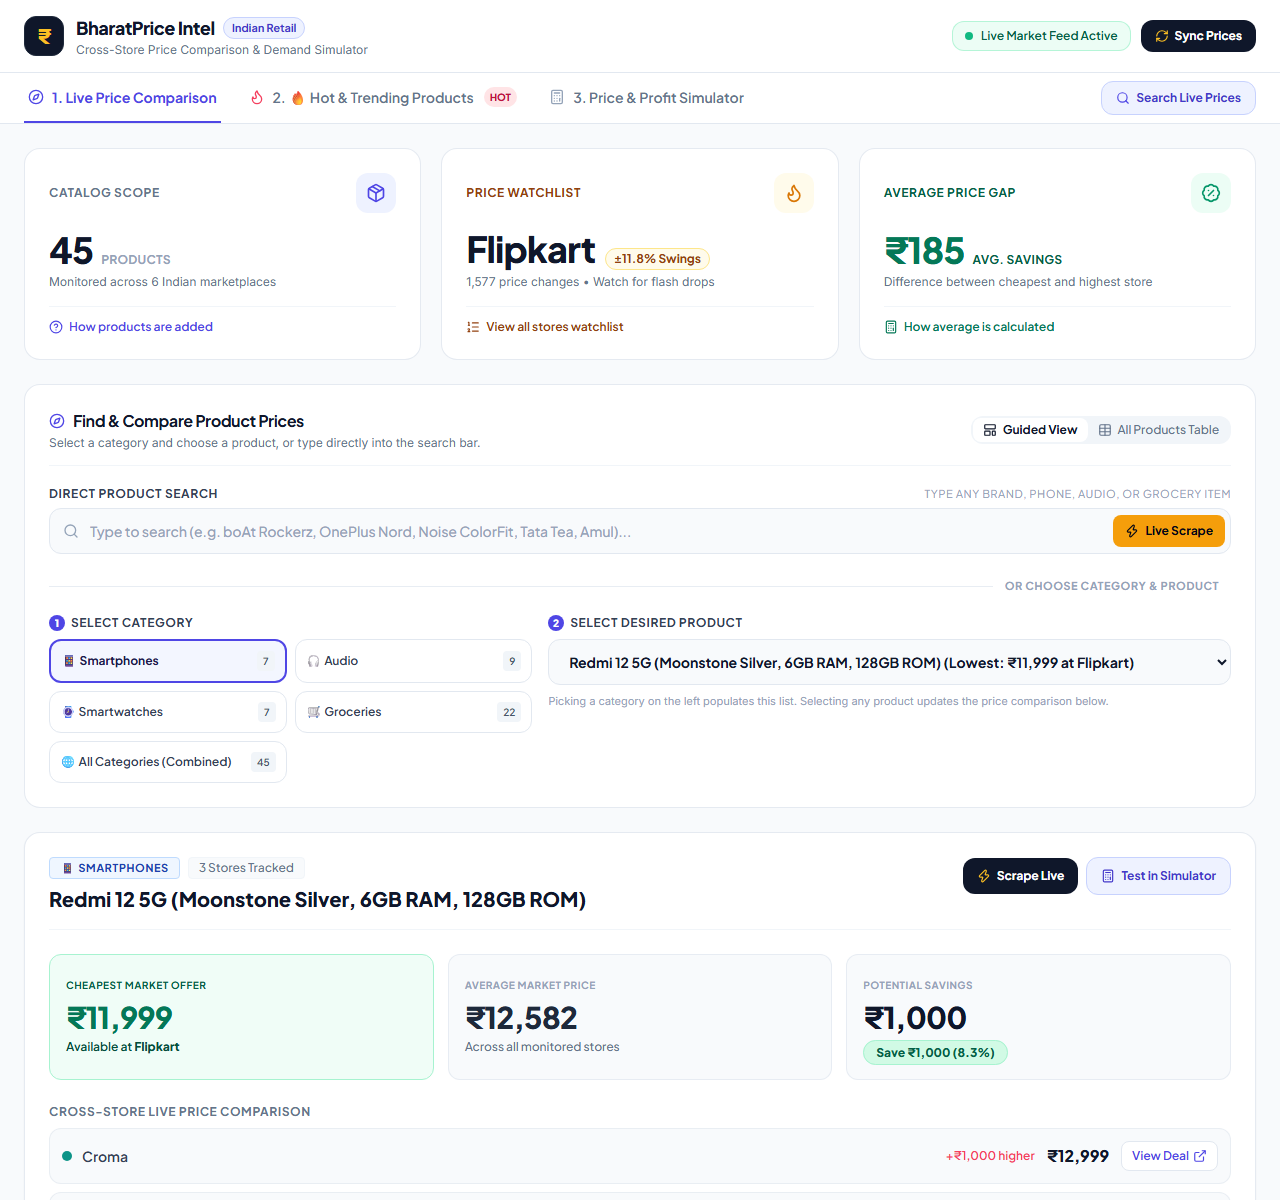 ₹
BharatPrice Intel
Indian Retail
Cross-Store Price Comparison & Demand Simulator
Live Market Feed Active
Sync Prices
1. Live Price Comparison
2. 🔥 Hot & Trending Products
HOT
3. Price & Profit Simulator
Search Live Prices
CATALOG SCOPE
45 PRODUCTS
Monitored across 6 Indian marketplaces
How products are added
PRICE WATCHLIST
Flipkart ±11.8% Swings
1,577 price changes • Watch for flash drops
View all stores watchlist
AVERAGE PRICE GAP
₹185 AVG. SAVINGS
Difference between cheapest and highest store
How average is calculated
Find & Compare Product Prices
Select a category and choose a product, or type directly into the search bar.
Guided View
All Products Table
DIRECT PRODUCT SEARCH
TYPE ANY BRAND, PHONE, AUDIO, OR GROCERY ITEM
Type to search (e.g. boAt Rockerz, OnePlus Nord, Noise ColorFit, Tata Tea, Amul)...
Live Scrape
OR CHOOSE CATEGORY & PRODUCT
1 SELECT CATEGORY
Smartphones 7
Audio 9
Smartwatches 7
Groceries 22
All Categories (Combined) 45
2 SELECT DESIRED PRODUCT
Redmi 12 5G (Moonstone Silver, 6GB RAM, 128GB ROM) (Lowest: ₹11,999 at Flipkart)
Picking a category on the left populates this list. Selecting any product updates the price comparison below.
SMARTPHONES
3 Stores Tracked
Redmi 12 5G (Moonstone Silver, 6GB RAM, 128GB ROM)
Scrape Live
Test in Simulator
CHEAPEST MARKET OFFER
₹11,999
Available at Flipkart
AVERAGE MARKET PRICE
₹12,582
Across all monitored stores
POTENTIAL SAVINGS
₹1,000
Save ₹1,000 (8.3%)
CROSS-STORE LIVE PRICE COMPARISON
Croma
+₹1,000 higher
₹12,999
View Deal